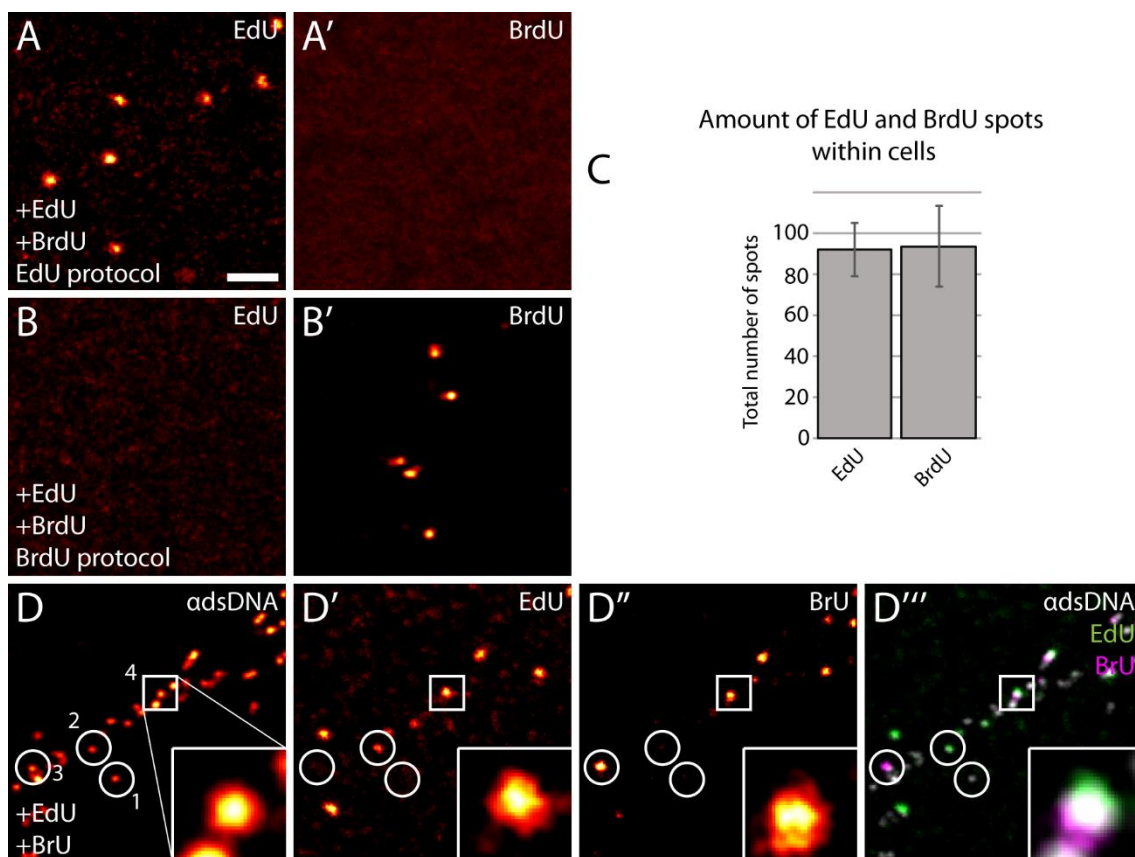 A
EdU
+EdU
+BrdU
EdU protocol
A′
BrdU
B
EdU
+EdU
+BrdU
BrdU protocol
B′
BrdU
C
Amount of EdU and BrdU spots
within cells
Total number of spots
100
80
60
40
20
0
EdU
BrdU
D
αdsDNA
4
2
3
1
+EdU
+BrU
D′
EdU
D″
BrU
D‴
αdsDNA
EdU
BrU